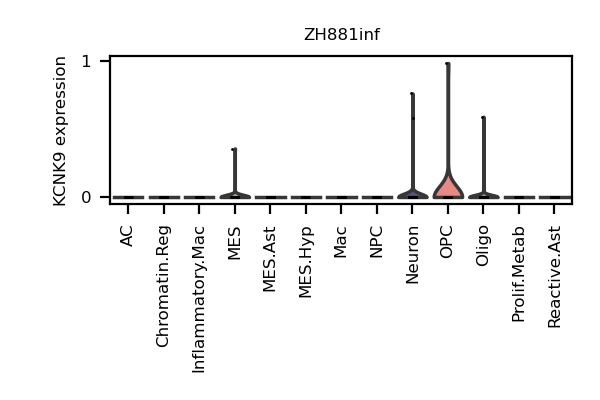 ZH881inf
KCNK9 expression
1
0
AC
Chromatin.Reg
Inflammatory.Mac
MES
MES.Ast
MES.Hyp
Mac
NPC
Neuron
OPC
Oligo
Prolif.Metab
Reactive.Ast